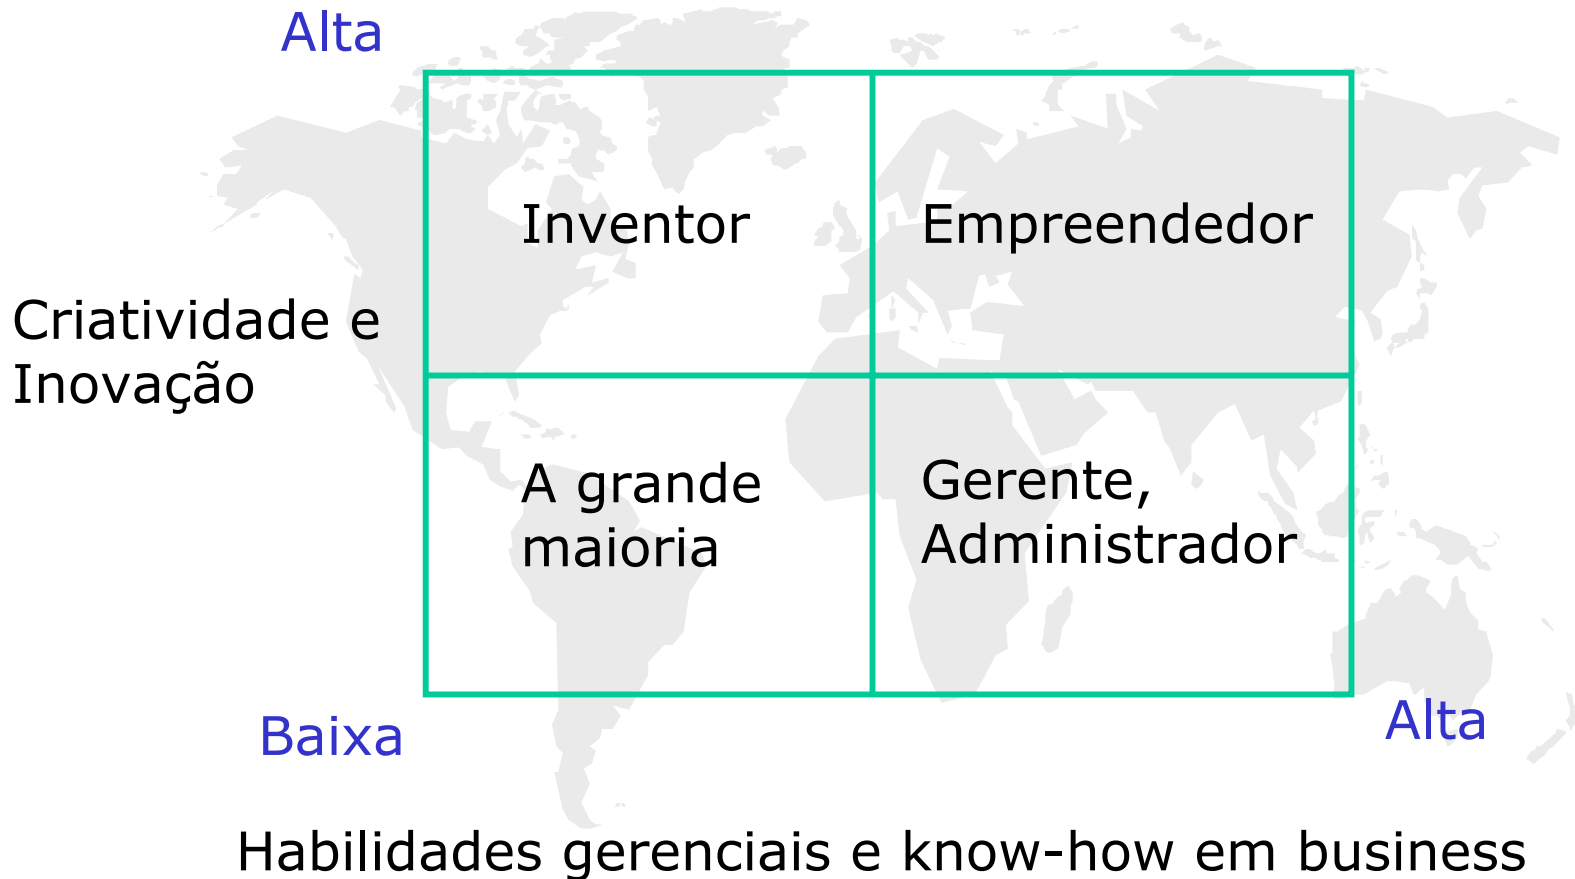 Alta
Inventor
Empreendedor
Criatividade e
Inovação
A grande
maioria
Gerente,
Administrador
Baixa
Alta
Habilidades gerenciais e know-how em business